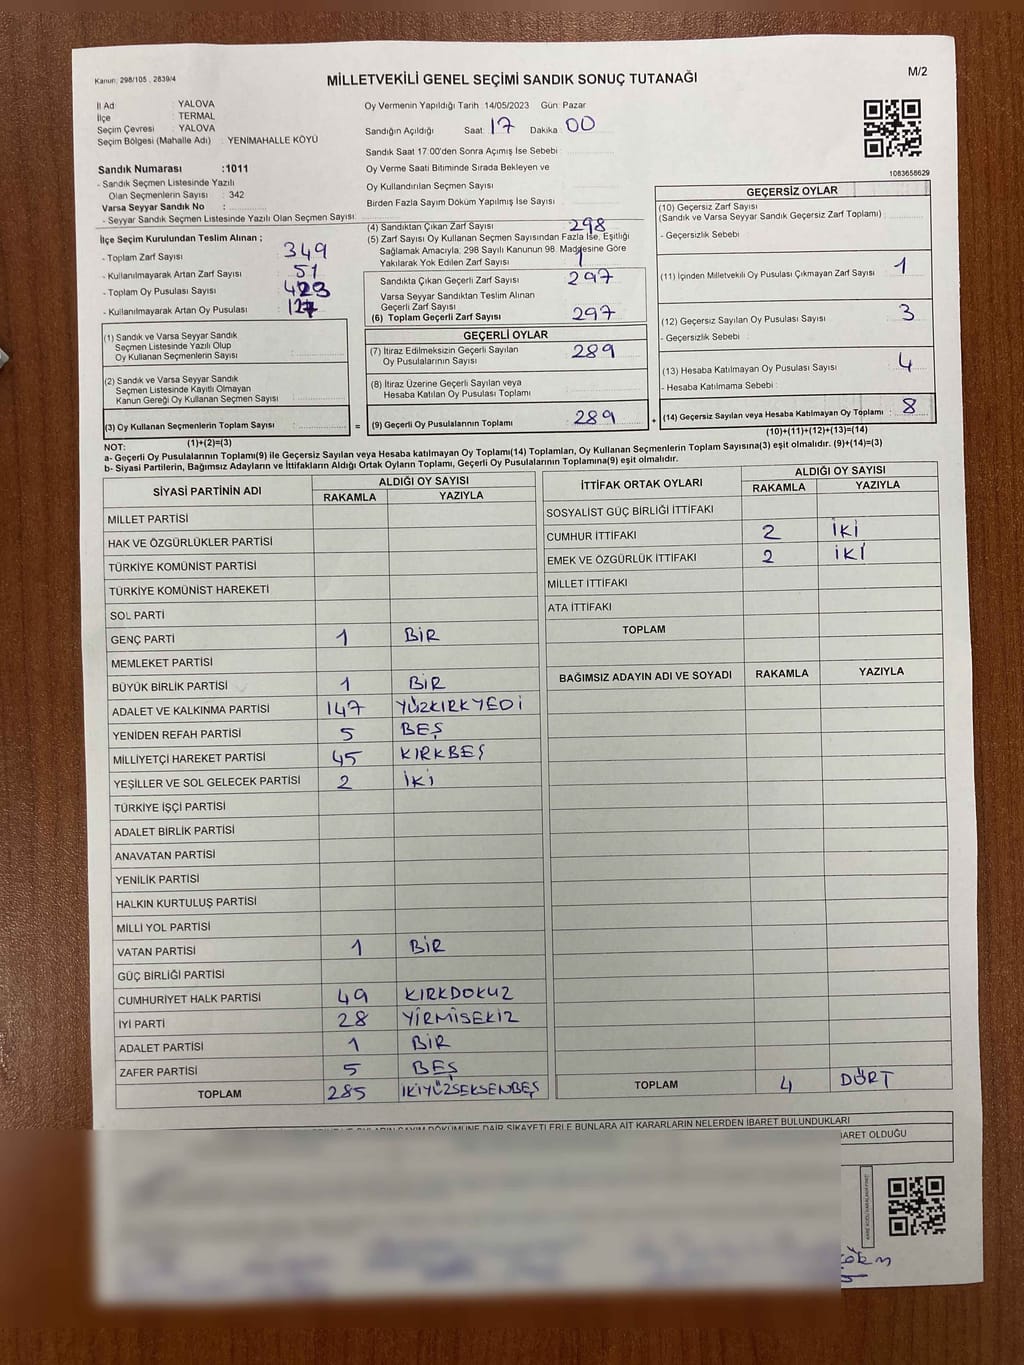 Kanun: 298/105 , 2839/4
MİLLETVEKİLİ GENEL SEÇİMİ SANDIK SONUÇ TUTANAĞI
M/2
İl Ad : YALOVA
İlçe : TERMAL
Seçim Çevresi : YALOVA
Seçim Bölgesi (Mahalle Adı) : YENİMAHALLE KÖYÜ
Sandık Numarası :1011
- Sandık Seçmen Listesinde Yazılı
Olan Seçmenlerin Sayısı : 342
Varsa Seyyar Sandık No :
- Seyyar Sandık Seçmen Listesinde Yazılı Olan Seçmen Sayısı:
Oy Vermenin Yapıldığı Tarih :14/05/2023 Gün: Pazar
Sandığın Açıldığı Saat: 17 Dakika : 00
Sandık Saat 17:00'den Sonra Açımış İse Sebebi :
Oy Verme Saati Bitiminde Sırada Bekleyen ve
Oy Kullandırılan Seçmen Sayısı
Birden Fazla Sayım Döküm Yapılmış İse Sayısı :
1083658629
İlçe Seçim Kurulundan Teslim Alınan ;
- Toplam Zarf Sayısı : 349
- Kullanılmayarak Artan Zarf Sayısı : 51
- Toplam Oy Pusulası Sayısı : 423
- Kullanılmayarak Artan Oy Pusulası :
(1) Sandık ve Varsa Seyyar Sandık
Seçmen Listesinde Yazılı Olup
Oy Kullanan Seçmenlerin Sayısı :
(2) Sandık ve Varsa Seyyar Sandık
Seçmen Listesinde Kayıtlı Olmayan
Kanun Gereği Oy Kullanan Seçmen Sayısı :
(3) Oy Kullanan Seçmenlerin Toplam Sayısı :
(1)+(2)=(3)
(4) Sandıktan Çıkan Zarf Sayısı : 298
(5) Zarf Sayısı Oy Kullanan Seçmen Sayısından Fazla İse, Eşitliği
Sağlamak Amacıyla; 298 Sayılı Kanunun 98. Maddesine Göre
Yakılarak Yok Edilen Zarf Sayısı : 1
Sandıkta Çıkan Geçerli Zarf Sayısı : 297
Varsa Seyyar Sandıktan Teslim Alınan
Geçerli Zarf Sayısı :
(6) Toplam Geçerli Zarf Sayısı : 297
GEÇERLİ OYLAR
(7) İtiraz Edilmeksizin Geçerli Sayılan
Oy Pusulalarının Sayısı : 289
(8) İtiraz Üzerine Geçerli Sayılan veya
Hesaba Katılan Oy Pusulası Toplamı
= (9) Geçerli Oy Pusulalarının Toplamı : 289 +
GEÇERSİZ OYLAR
(10) Geçersiz Zarf Sayısı
(Sandık ve Varsa Seyyar Sandık Geçersiz Zarf Toplamı) :
- Geçersizlik Sebebi :
(11) İçinden Milletvekili Oy Pusulası Çıkmayan Zarf Sayısı : 1
(12) Geçersiz Sayılan Oy Pusulası Sayısı : 3
- Geçersizlik Sebebi :
(13) Hesaba Katılmayan Oy Pusulası Sayısı : 4
- Hesaba Katılmama Sebebi :
(14) Geçersiz Sayılan veya Hesaba Katılmayan Oy Toplamı : 8
(10)+(11)+(12)+(13)=(14)
NOT:
a- Geçerli Oy Pusulalarının Toplamı(9) ile Geçersiz Sayılan veya Hesaba katılmayan Oy Toplamı(14) Toplamları, Oy Kullanan Seçmenlerin Toplam Sayısına(3) eşit olmalıdır. (9)+(14)=(3)
b- Siyasi Partilerin, Bağımsız Adayların ve İttifakların Aldığı Ortak Oyların Toplamı, Geçerli Oy Pusulalarının Toplamına(9) eşit olmalıdır.
SİYASİ PARTİNİN ADI ALDIĞI OY SAYISI
RAKAMLA YAZIYLA
MİLLET PARTİSİ
HAK VE ÖZGÜRLÜKLER PARTİSİ
TÜRKİYE KOMÜNİST PARTİSİ
TÜRKİYE KOMÜNİST HAREKETİ
SOL PARTİ
GENÇ PARTİ 1 BİR
MEMLEKET PARTİSİ
BÜYÜK BİRLİK PARTİSİ 1 BİR
ADALET VE KALKINMA PARTİSİ 147 YÜZKIRKYEDİ
YENİDEN REFAH PARTİSİ 5 BEŞ
MİLLİYETÇİ HAREKET PARTİSİ 45 KIRKBEŞ
YEŞİLLER VE SOL GELECEK PARTİSİ 2 İKİ
TÜRKİYE İŞÇİ PARTİSİ
ADALET BİRLİK PARTİSİ
ANAVATAN PARTİSİ
YENİLİK PARTİSİ
HALKIN KURTULUŞ PARTİSİ
MİLLİ YOL PARTİSİ
VATAN PARTİSİ 1 BİR
GÜÇ BİRLİĞİ PARTİSİ
CUMHURİYET HALK PARTİSİ 49 KIRKDOKUZ
İYİ PARTİ 28 YİRMİSEKİZ
ADALET PARTİSİ 1 BİR
ZAFER PARTİSİ 5 BEŞ
TOPLAM 285 İKİYÜZSEKSENBEŞ
İTTİFAK ORTAK OYLARI ALDIĞI OY SAYISI
RAKAMLA YAZIYLA
SOSYALİST GÜÇ BİRLİĞİ İTTİFAKI
CUMHUR İTTİFAKI 2 İKİ
EMEK VE ÖZGÜRLÜK İTTİFAKI 2 İKİ
MİLLET İTTİFAKI
ATA İTTİFAKI
TOPLAM
BAĞIMSIZ ADAYIN ADI VE SOYADI RAKAMLA YAZIYLA
TOPLAM 4 DÖRT
DÖKÜMÜNE DAİR ŞİKAYETLERLE BUNLARA AİT KARARLARIN NELERDEN İBARET BULUNDUKLARI
BARET OLDUĞU